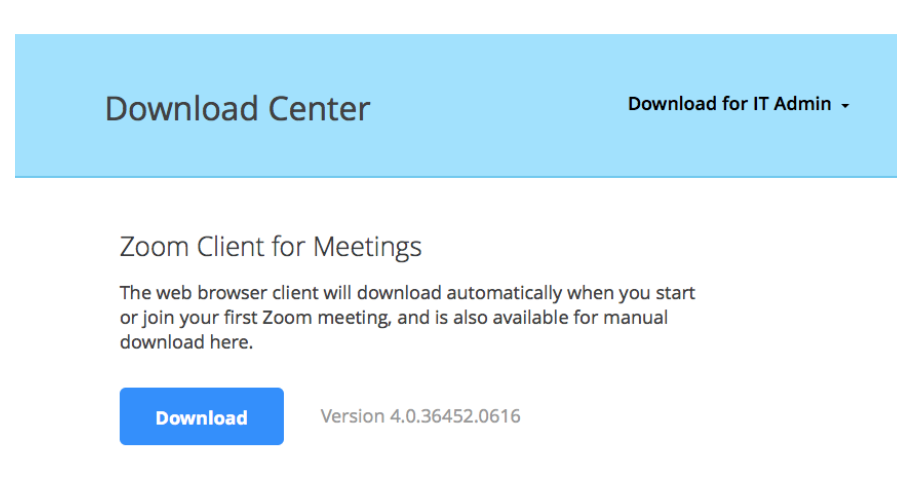 Download Center
Download for IT Admin
Zoom Client for Meetings
The web browser client will download automatically when you start
or join your first Zoom meeting, and is also available for manual
download here.
Download
Version 4.0.36452.0616